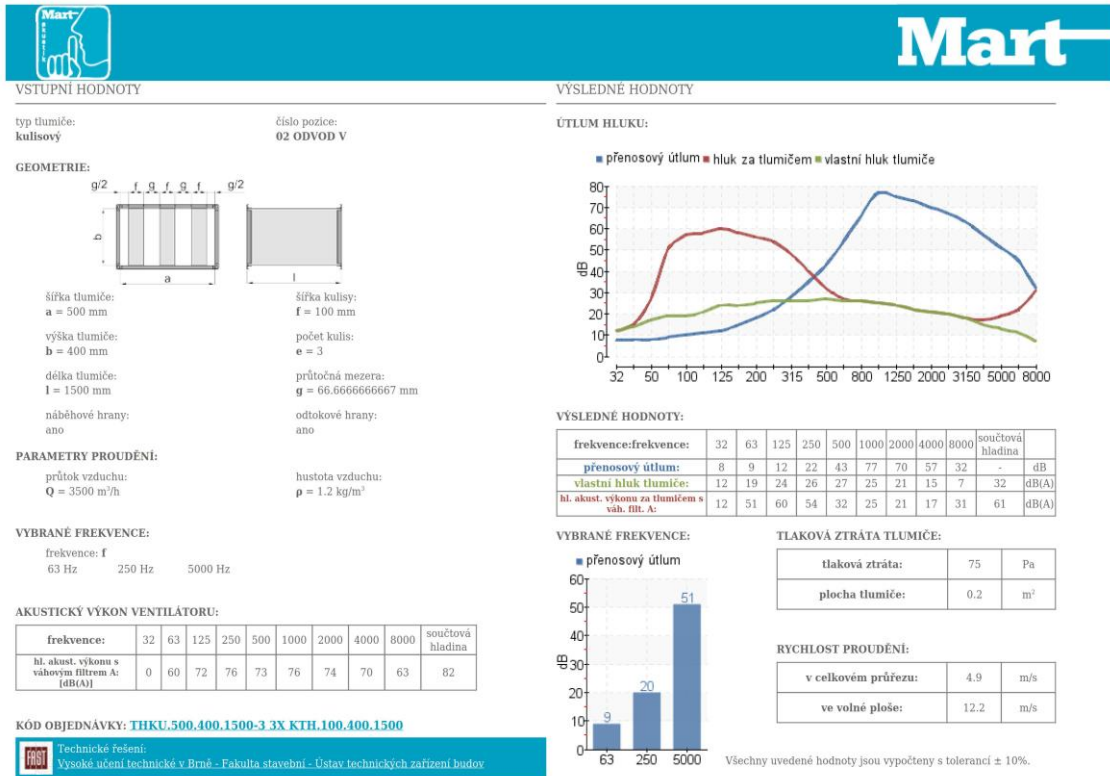 Mart
akustik
Mart
VSTUPNÍ HODNOTY
typ tlumiče:
kulisový
číslo pozice:
02 ODVOD V
GEOMETRIE:
g/2 f g f g f g/2
b
a
l
šířka tlumiče:
a = 500 mm
šířka kulisy:
f = 100 mm
výška tlumiče:
b = 400 mm
počet kulis:
e = 3
délka tlumiče:
l = 1500 mm
průtočná mezera:
g = 66.6666666667 mm
náběhové hrany:
ano
odtokové hrany:
ano
PARAMETRY PROUDĚNÍ:
průtok vzduchu:
Q = 3500 m³/h
hustota vzduchu:
ρ = 1.2 kg/m³
VYBRANÉ FREKVENCE:
frekvence: f
63 Hz 250 Hz 5000 Hz
AKUSTICKÝ VÝKON VENTILÁTORU:
frekvence: 32 63 125 250 500 1000 2000 4000 8000 součtová hladina
hl. akust. výkonu s
váhovým filtrem A:
[dB(A)]
0 60 72 76 73 76 74 70 63 82
KÓD OBJEDNÁVKY: THKU.500.400.1500-3 3X KTH.100.400.1500
FAST
Technické řešení:
Vysoké učení technické v Brně - Fakulta stavební - Ústav technických zařízení budov
VÝSLEDNÉ HODNOTY
ÚTLUM HLUKU:
přenosový útlum hluk za tlumičem vlastní hluk tlumiče
dB
80
70
60
50
40
30
20
10
0
32 50 100 125 200 315 500 800 1250 2000 3150 5000 8000
VÝSLEDNÉ HODNOTY:
frekvence:frekvence: 32 63 125 250 500 1000 2000 4000 8000 součtová hladina
přenosový útlum: 8 9 12 22 43 77 70 57 32 - dB
vlastní hluk tlumiče: 12 19 24 26 27 25 21 15 7 32 dB(A)
hl. akust. výkonu za tlumičem s
váh. filt. A:
12 51 60 54 32 25 21 17 31 61 dB(A)
VYBRANÉ FREKVENCE:
přenosový útlum
dB
60
50
40
30
20
10
0
9 20 51
63 250 5000
TLAKOVÁ ZTRÁTA TLUMIČE:
tlaková ztráta: 75 Pa
plocha tlumiče: 0.2 m²
RYCHLOST PROUDĚNÍ:
v celkovém průřezu: 4.9 m/s
ve volné ploše: 12.2 m/s
Všechny uvedené hodnoty jsou vypočteny s tolerancí ± 10%.